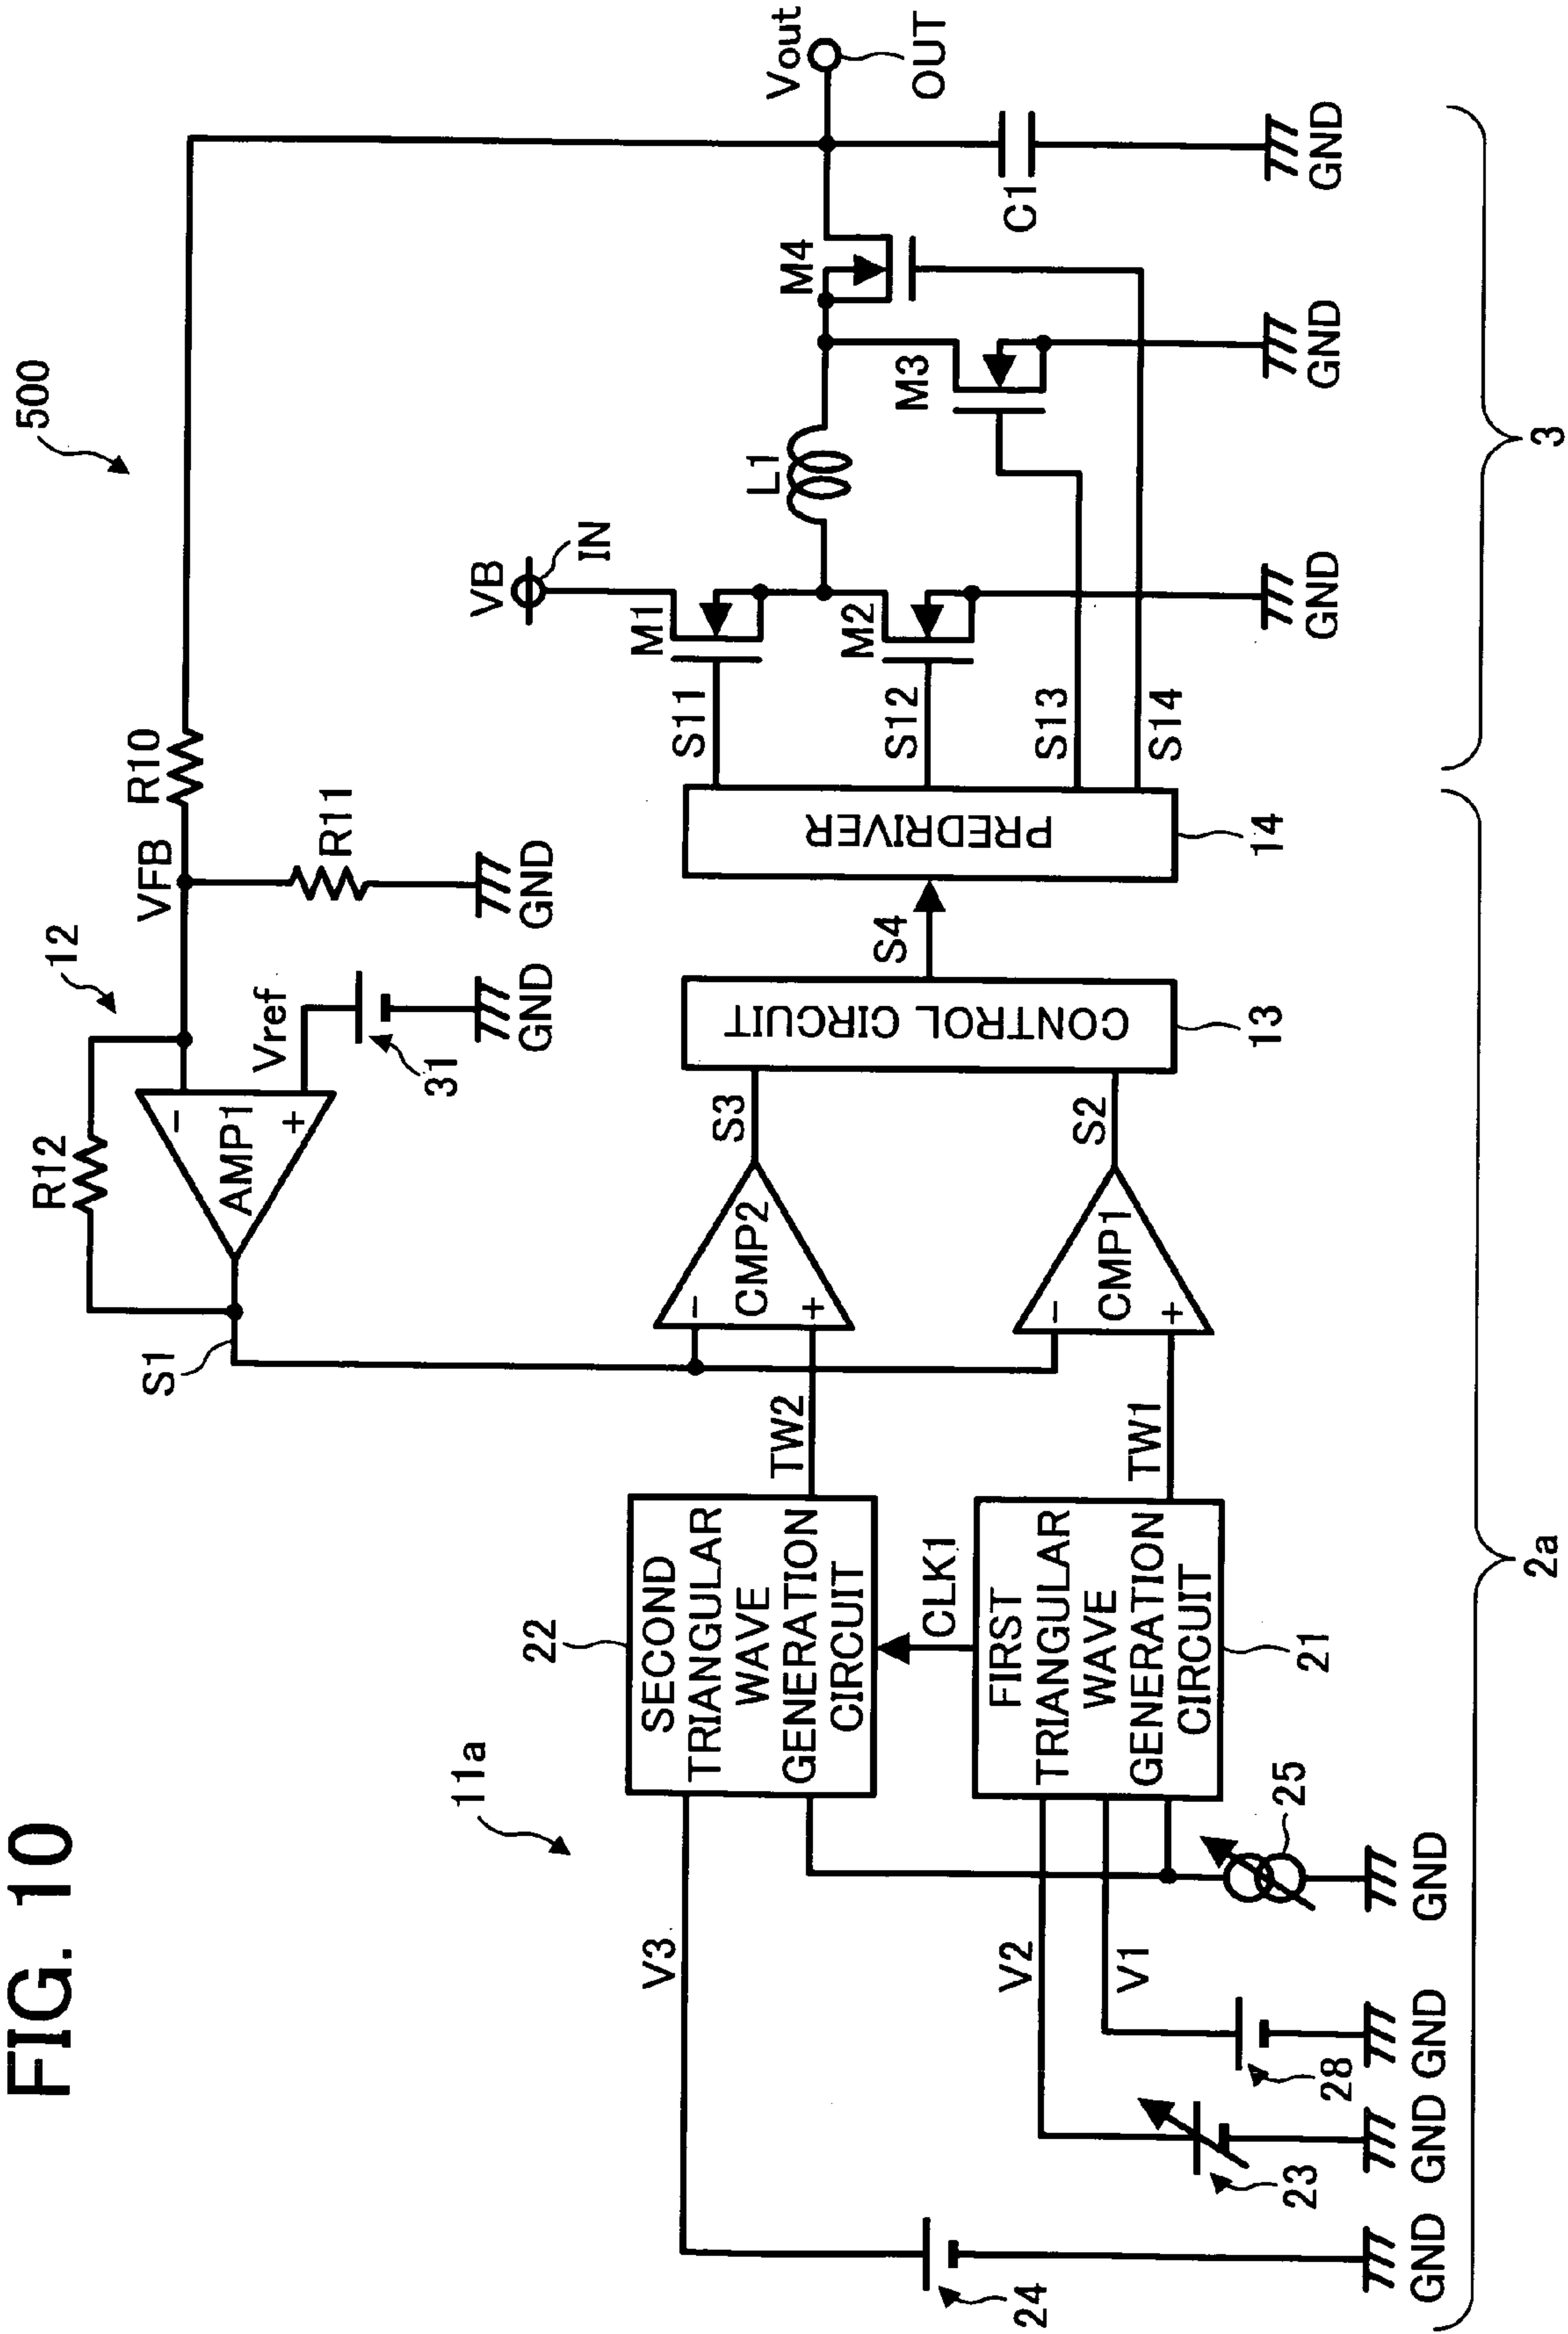 FIG. 10
500
12
R12
AMP1
-
+
S1
Vref
31
GND
VFB
R10
R11
GND
VB
IN
Vout
OUT
11a
22
SECOND
TRIANGULAR
WAVE
GENERATION
CIRCUIT
V3
TW2
CLK1
FIRST
TRIANGULAR
WAVE
GENERATION
CIRCUIT
21
V2
V1
TW1
25
GND
28
GND
23
GND
24
GND
CMP2
-
+
S3
CMP1
-
+
S2
CONTROL CIRCUIT
13
S4
PREDRIVER
14
S11
S12
S13
S14
M1
M2
L1
M3
M4
C1
GND
GND
GND
2a
3